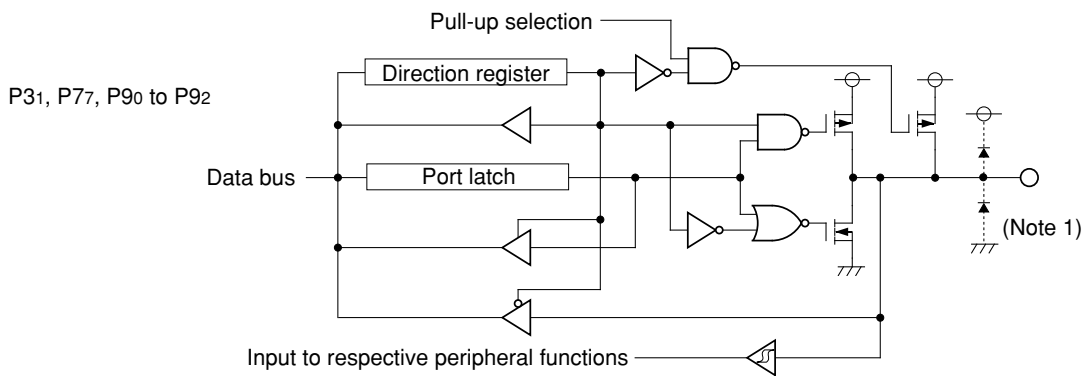 Pull-up selection
Direction register
P31, P77, P90 to P92
Data bus
Port latch
(Note 1)
Input to respective peripheral functions